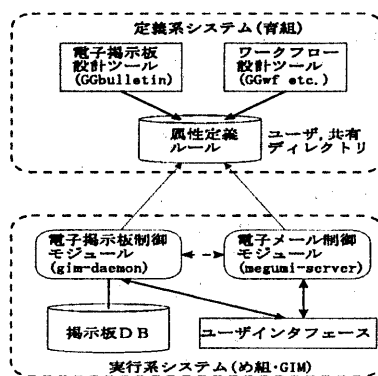 定義系システム(育組)
電子掲示板
設計ツール
(GGbulletin)
ワークフロー
設計ツール
(GGwf etc.)
属性定義
ルール
ユーザ,共有
ディレクトリ
電子掲示板制御
モジュール
(gim-daemon)
電子メール制御
モジュール
(megumi-server)
掲示板DB
ユーザインタフェース
実行系システム(め組・GIM)